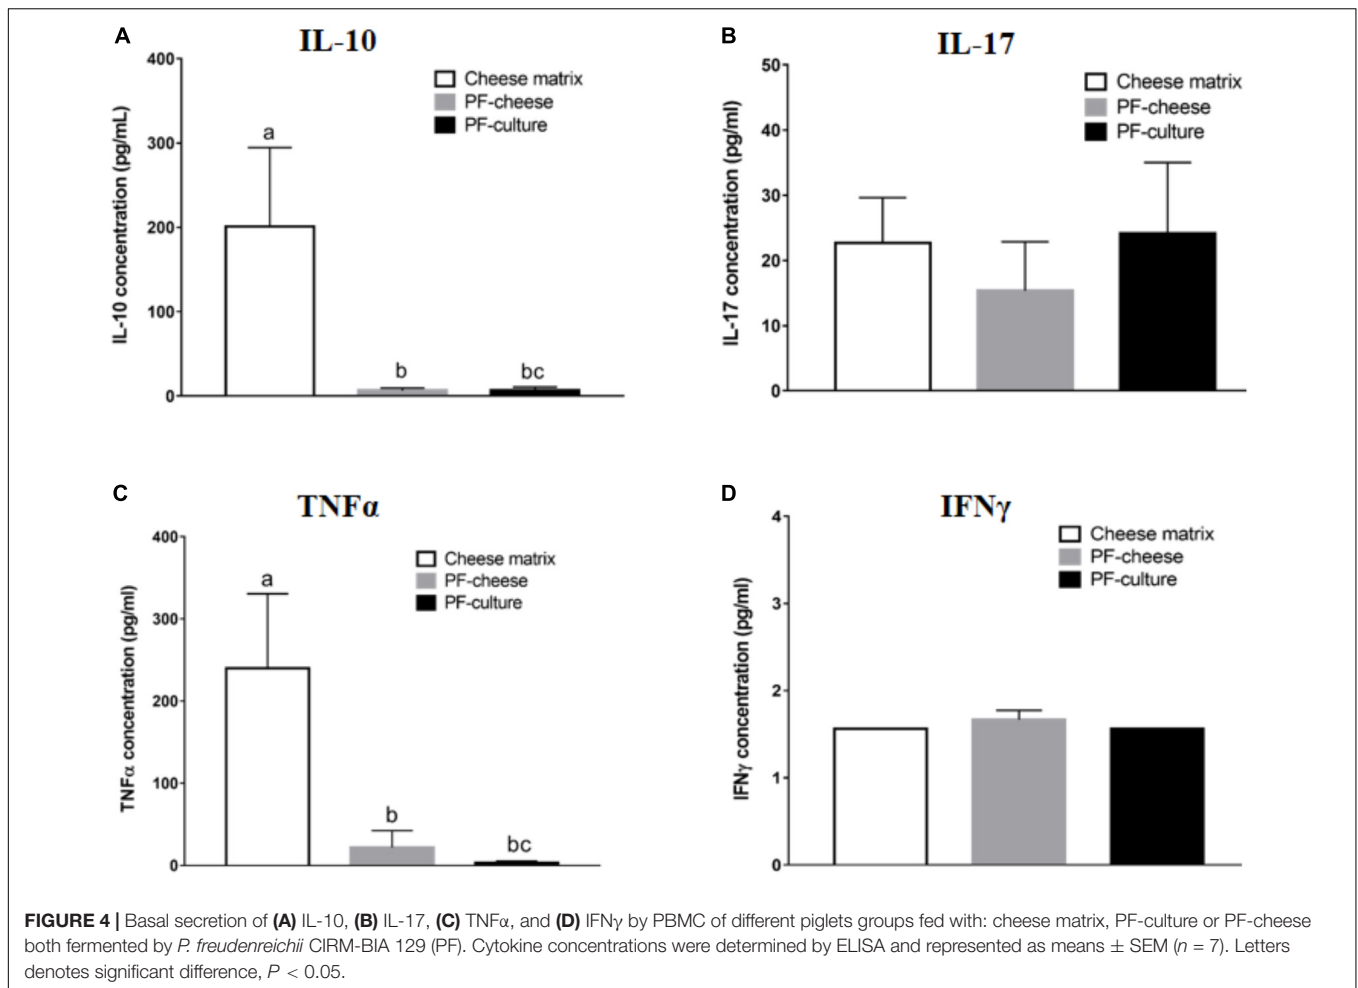 A
IL-10
400
300
200
100
0
IL-10 concentration (pg/mL)
Cheese matrix
PF-cheese
PF-culture
a
b
bc
B
IL-17
50
40
30
20
10
0
IL-17 concentration (pg/ml)
Cheese matrix
PF-cheese
PF-culture
C
TNFα
400
300
200
100
0
TNFα concentration (pg/ml)
Cheese matrix
PF-cheese
PF-culture
a
b
bc
D
IFNγ
4
3
2
1
0
IFNγ concentration (pg/ml)
Cheese matrix
PF-cheese
PF-culture
FIGURE 4 | Basal secretion of (A) IL-10, (B) IL-17, (C) TNFα, and (D) IFNγ by PBMC of different piglets groups fed with: cheese matrix, PF-culture or PF-cheese
both fermented by P. freudenreichii CIRM-BIA 129 (PF). Cytokine concentrations were determined by ELISA and represented as means ± SEM (n = 7). Letters
denotes significant difference, P < 0.05.